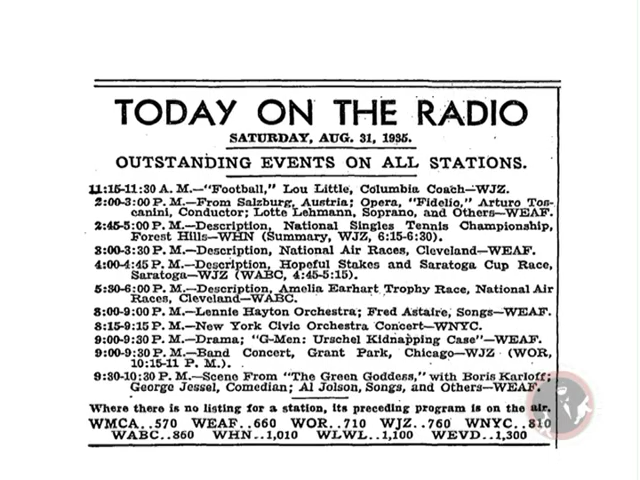 TODAY ON THE RADIO
SATURDAY, AUG. 31, 1935.
OUTSTANDING EVENTS ON ALL STATIONS.
11:15-11:30 A. M.—"Football," Lou Little, Columbia Coach—WJZ.
2:00-3:00 P. M.—From Salzburg, Austria; Opera, "Fidelio," Arturo Tos-
canini, Conductor; Lotte Lehmann, Soprano, and Others—WEAF.
2:45-5:00 P. M.—Description, National Singles Tennis Championship,
Forest Hills—WHN (Summary, WJZ, 6:15-6:30).
3:00-3:30 P. M.—Description, National Air Races, Cleveland—WEAF.
4:00-4:45 P. M.—Description, Hopeful Stakes and Saratoga Cup Race,
Saratoga—WJZ (WABC, 4:45-5:15).
5:30-6:00 P. M.—Description, Amelia Earhart Trophy Race, National Air
Races, Cleveland—WABC.
8:00-9:00 P. M.—Lennie Hayton Orchestra; Fred Astaire, Songs—WEAF.
8:15-9:15 P. M.—New York Civic Orchestra Concert—WNYC.
9:00-9:30 P. M.—Drama; "G-Men: Urschel Kidnapping Case"—WEAF.
9:00-9:30 P. M.—Band Concert, Grant Park, Chicago—WJZ (WOR,
10:15-11 P. M.).
9:30-10:30 P. M.—Scene From "The Green Goddess," with Boris Karloff;
George Jessel, Comedian; Al Jolson, Songs, and Others—WEAF.
Where there is no listing for a station, its preceding program is on the air.
WMCA..570 WEAF..660 WOR..710 WJZ..760 WNYC..810
WABC..860 WHN..1,010 WLWL..1,100 WEVD..1,300